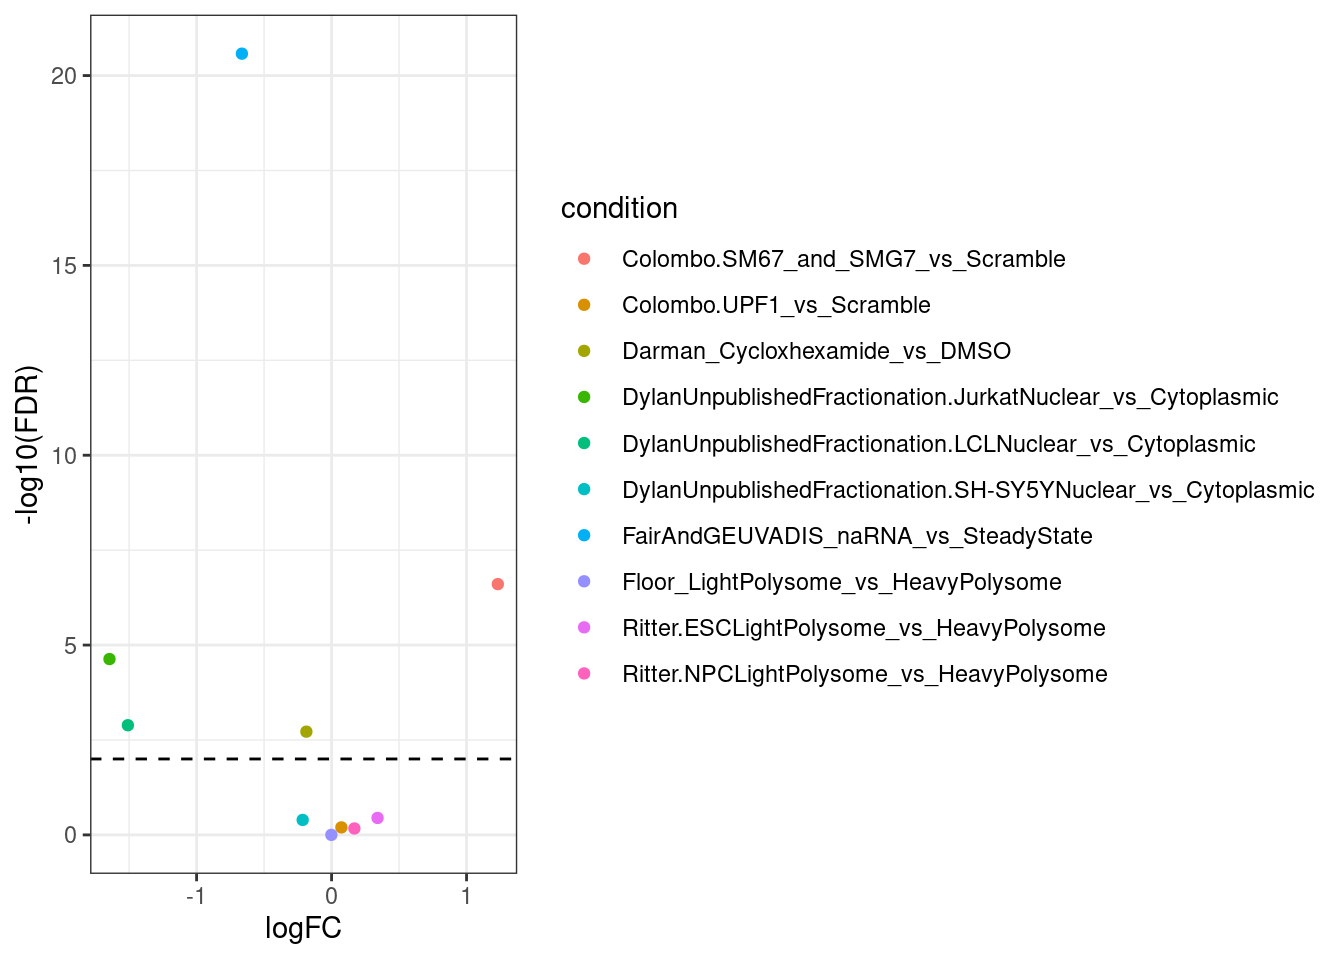 20
15
10
5
0
-log10(FDR)
-1
0
1
logFC
condition
Colombo.SM67_and_SMG7_vs_Scramble
Colombo.UPF1_vs_Scramble
Darman_Cycloxhexamide_vs_DMSO
DylanUnpublishedFractionation.JurkatNuclear_vs_Cytoplasmic
DylanUnpublishedFractionation.LCLNuclear_vs_Cytoplasmic
DylanUnpublishedFractionation.SH-SY5YNuclear_vs_Cytoplasmic
FairAndGEUVADIS_naRNA_vs_SteadyState
Floor_LightPolysome_vs_HeavyPolysome
Ritter.ESCLightPolysome_vs_HeavyPolysome
Ritter.NPCLightPolysome_vs_HeavyPolysome